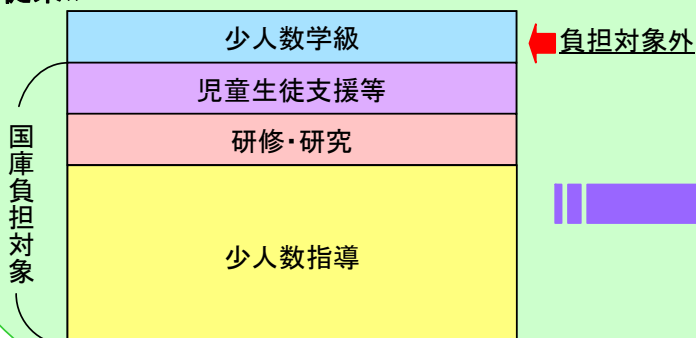 少人数学級
負担対象外
児童生徒支援等
研修・研究
国庫負担対象
少人数指導